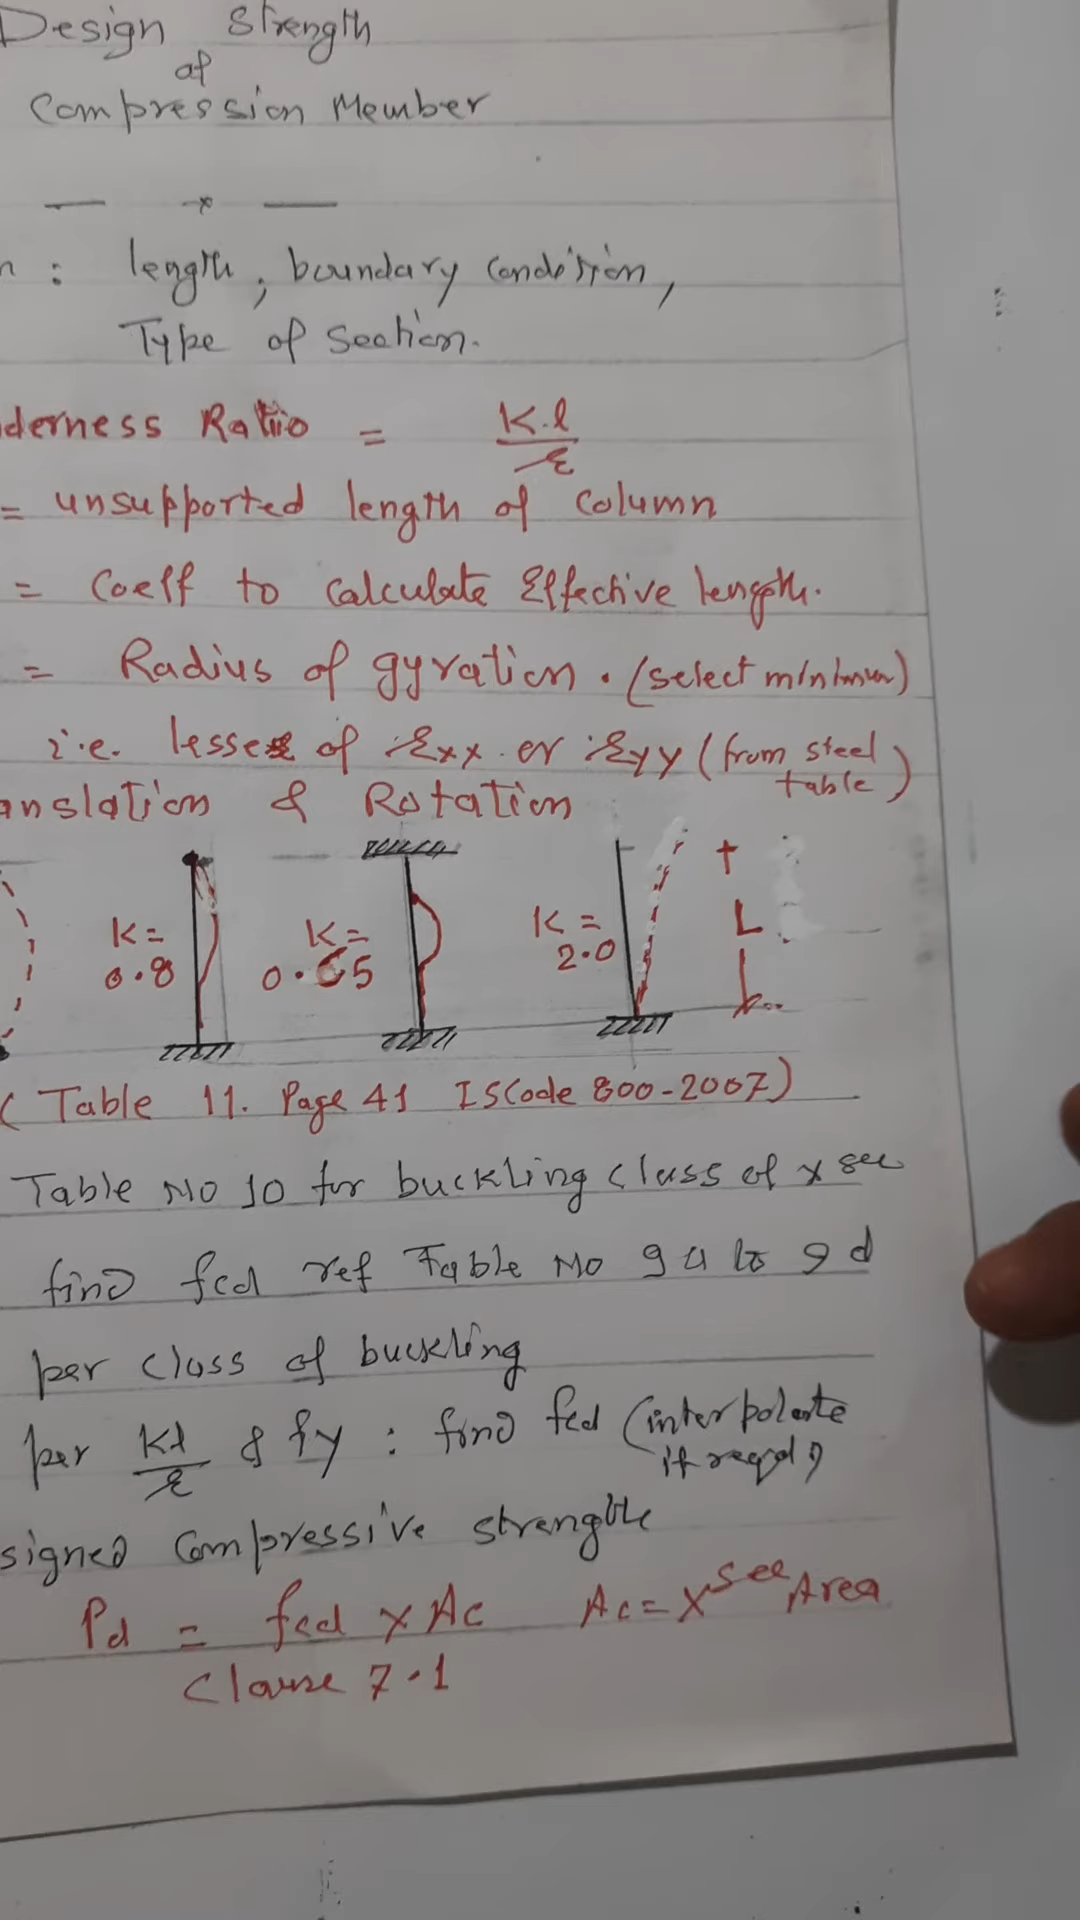 Design Strength
of
Compression Member
n : length, boundary Condition,
Type of Section.
derness Ratio = K.l
r
= unsupported length of Column
= Coeff to Calculate Effective length.
= Radius of gyration. (select minimum)
i.e. lesser of rxx or ryy (from steel
table)
anslation & Rotation
K= 0.8
K= 0.65
K= 2.0
(Table 11. Page 41 IS Code 800-2007)
Table No 10 for buckling class of x sec
find fcd ref Table No 9a to 9d
per class of buckling
per Kl & fy : find fcd (interpolate
r if reqd)
signed Compressive strength
Pd = fcd x Ac Ac = x sec Area
Clause 7.1